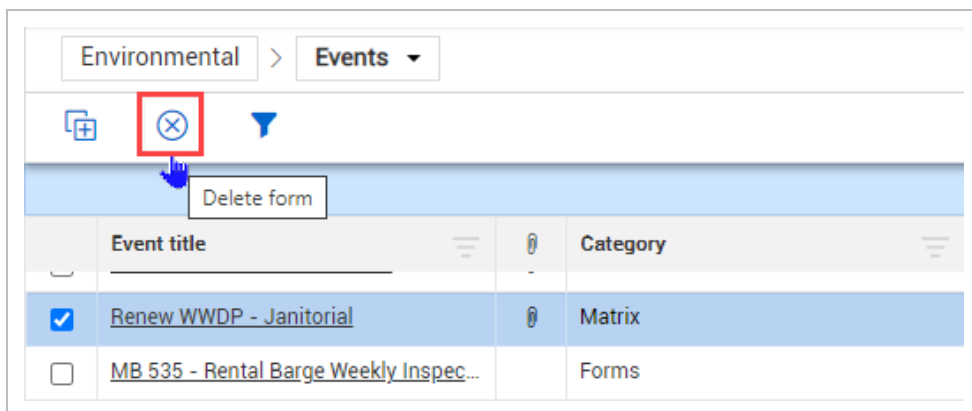 Environmental > Events
Delete form
Event title Category
Renew WWDP - Janitorial Matrix
MB 535 - Rental Barge Weekly Inspec... Forms